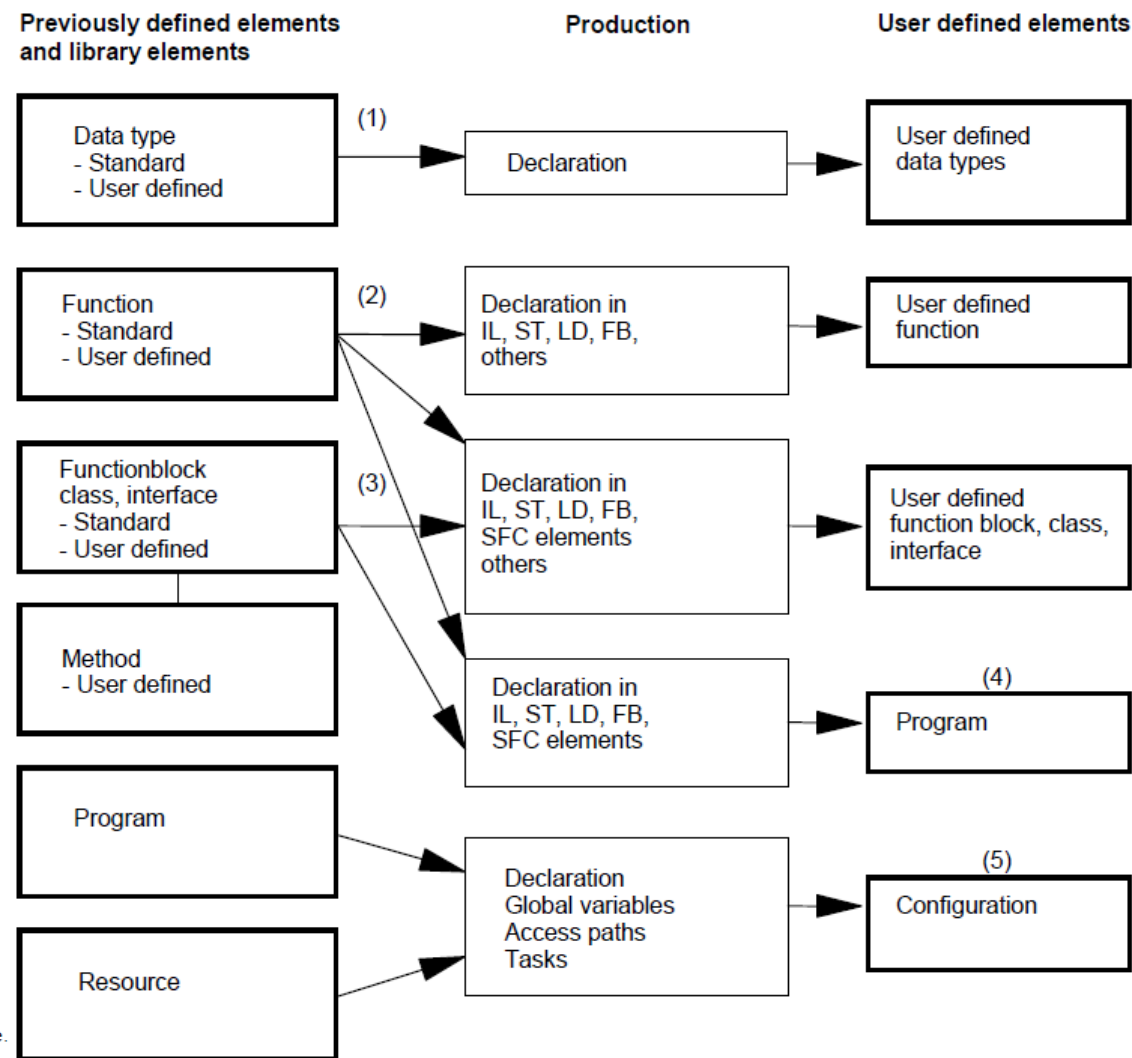 Previously defined elements
and library elements
Production
User defined elements
Data type
- Standard
- User defined
(1)
Declaration
User defined
data types
Function
- Standard
- User defined
(2)
Declaration in
IL, ST, LD, FB,
others
User defined
function
Functionblock
class, interface
- Standard
- User defined
(3)
Declaration in
IL, ST, LD, FB,
SFC elements
others
User defined
function block, class,
interface
Method
- User defined
Declaration in
IL, ST, LD, FB,
SFC elements
(4)
Program
Program
Declaration
Global variables
Access paths
Tasks
(5)
Configuration
Resource